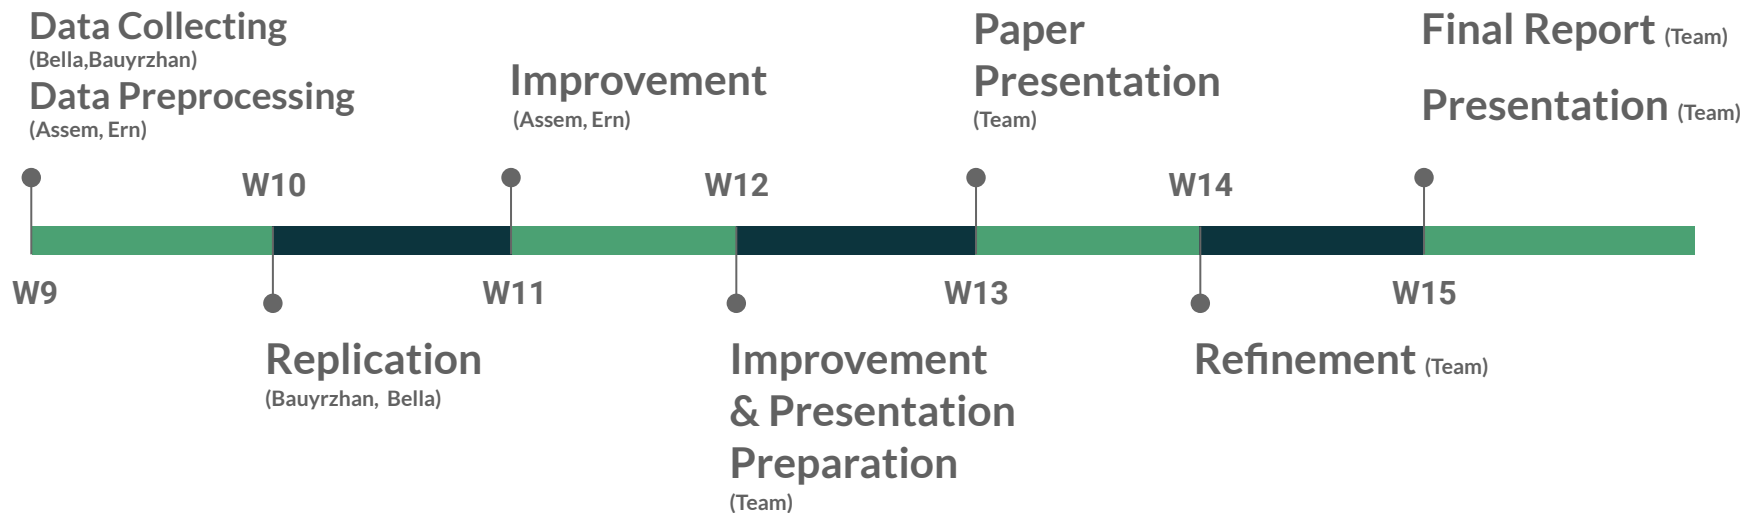 Data Collecting
(Bella,Bauyrzhan)
Data Preprocessing
(Assem, Ern)
Improvement
(Assem, Ern)
Paper
Presentation
(Team)
Final Report (Team)
Presentation (Team)
W10
W12
W14
W9
W11
W13
W15
Replication
(Bauyrzhan, Bella)
Improvement
& Presentation
Preparation
(Team)
Refinement (Team)